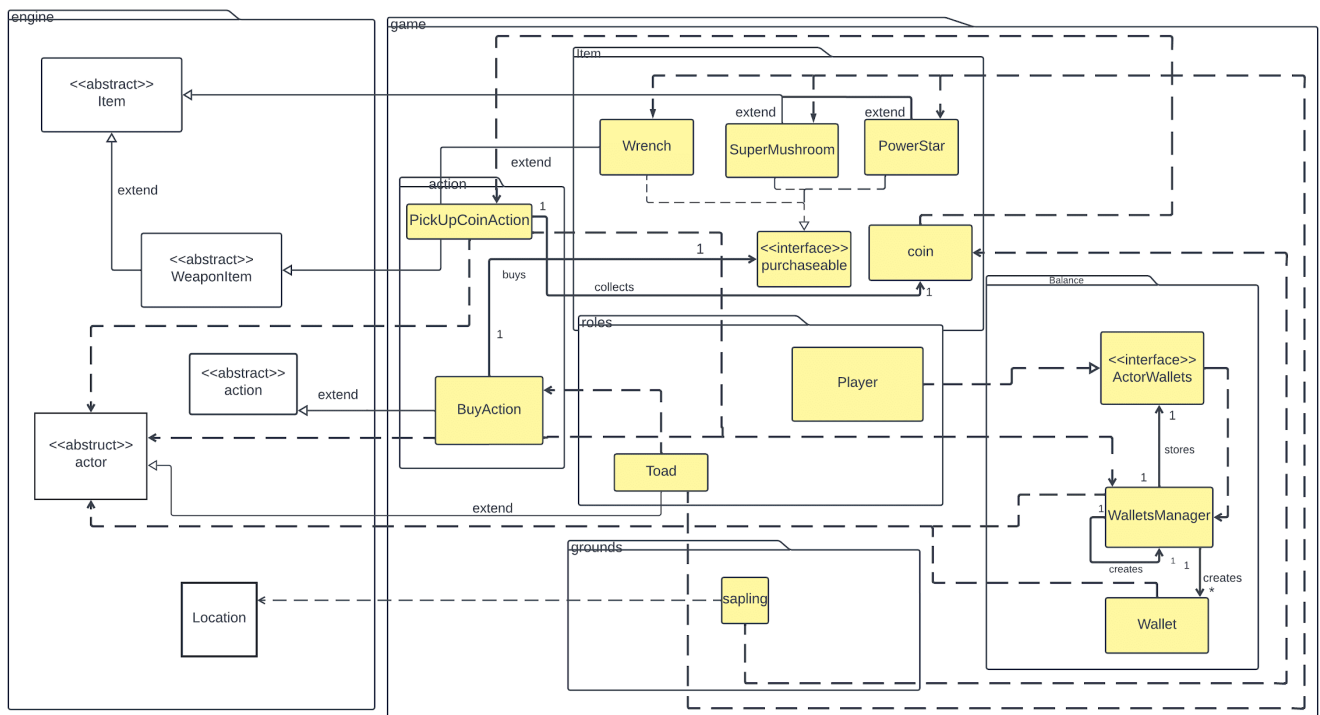 engine
game
<<abstract>>
Item
extend
<<abstract>>
WeaponItem
<<abstract>>
action
extend
<<abstruct>>
actor
extend
Location
Item
extend
extend
Wrench
SuperMushroom
PowerStar
extend
action
PickUpCoinAction
1
1
buys
<<interface>>
purchaseable
coin
collects
1
1
BuyAction
roles
Player
Toad
grounds
sapling
Balance
<<interface>>
ActorWallets
1
stores
1
WalletsManager
1
creates
1
1
creates
*
Wallet